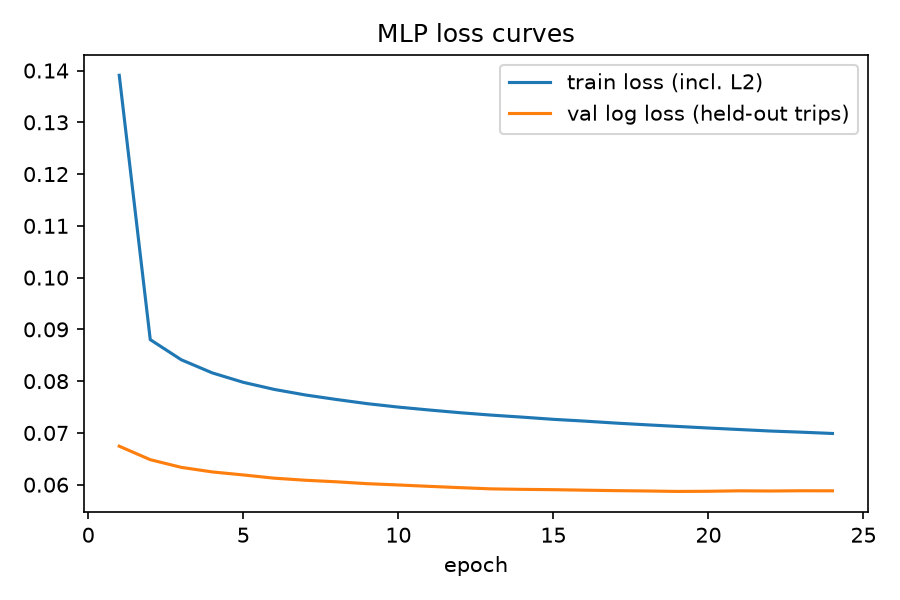 MLP loss curves
train loss (incl. L2)
val log loss (held-out trips)
0.14
0.13
0.12
0.11
0.10
0.09
0.08
0.07
0.06
0 5 10 15 20 25
epoch